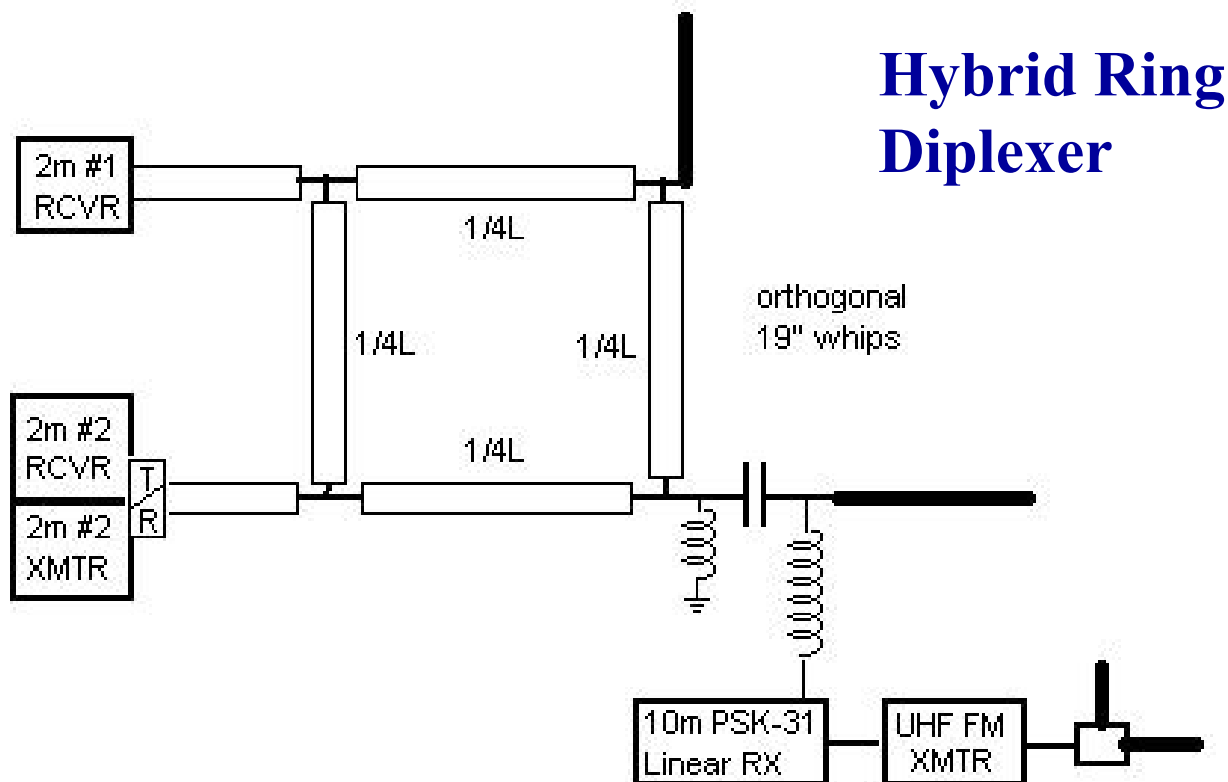 Hybrid Ring
Diplexer
2m #1
RCVR
1/4L
orthogonal
19" whips
1/4L
1/4L
1/4L
2m #2
RCVR
T
R
2m #2
XMTR
10m PSK-31
Linear RX
UHF FM
XMTR